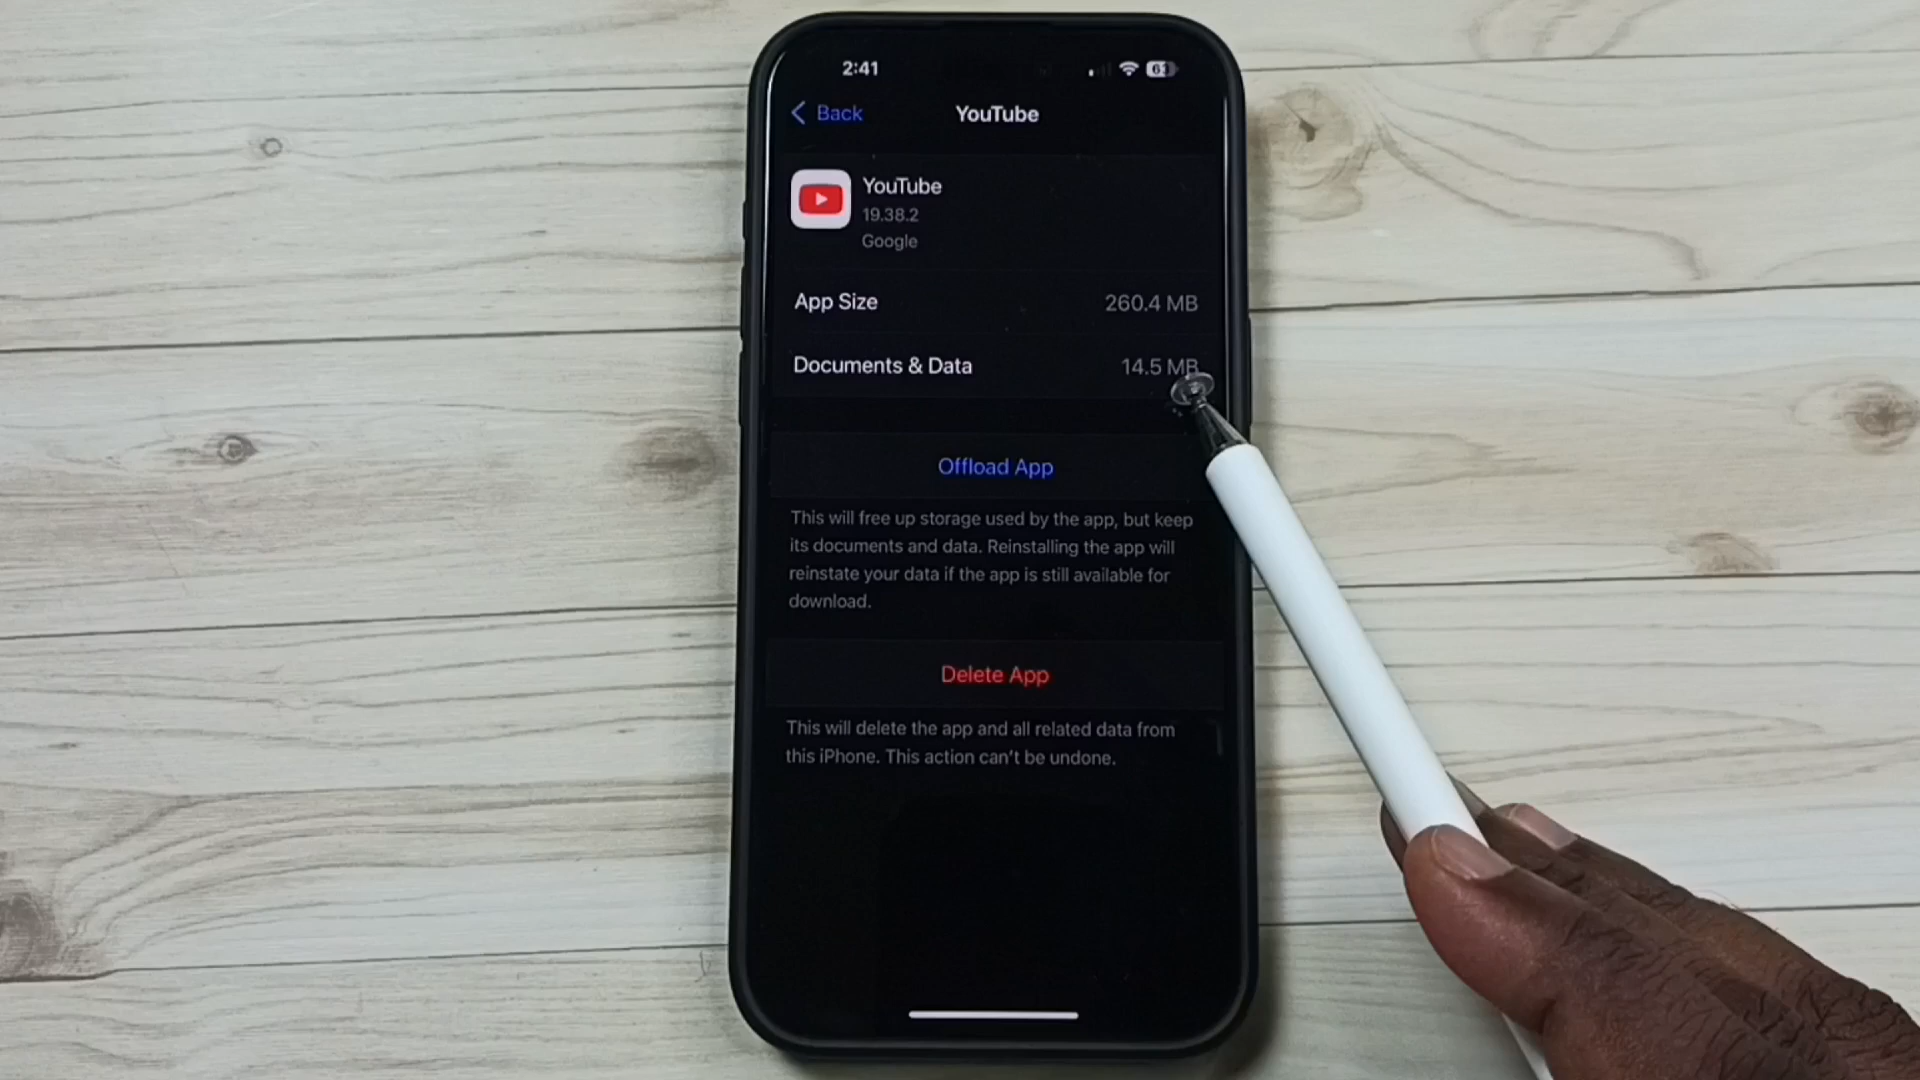 2:41
Back
YouTube
YouTube
19.38.2
Google
App Size
260.4 MB
Documents & Data
14.5 MB
Offload App
This will free up storage used by the app, but keep
its documents and data. Reinstalling the app will
reinstate your data if the app is still available for
download.
Delete App
This will delete the app and all related data from
this iPhone. This action can't be undone.